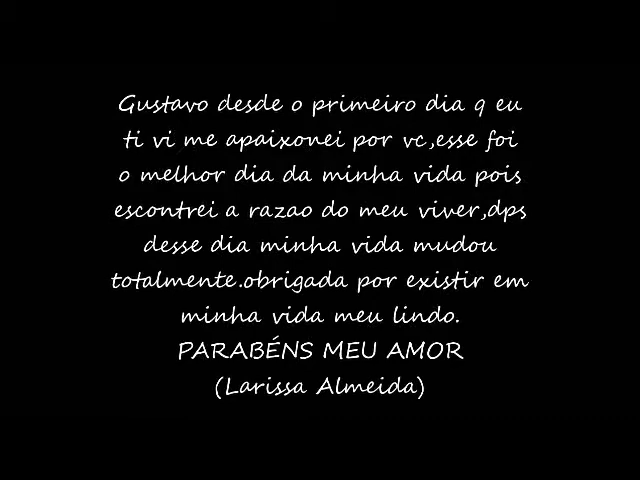 Gustavo desde o primeiro dia q eu
ti vi me apaixonei por vc,esse foi
o melhor dia da minha vida pois
escontrei a razao do meu viver,dps
desse dia minha vida mudou
totalmente.obrigada por existir em
minha vida meu lindo.
PARABÉNS MEU AMOR
(Larissa Almeida)